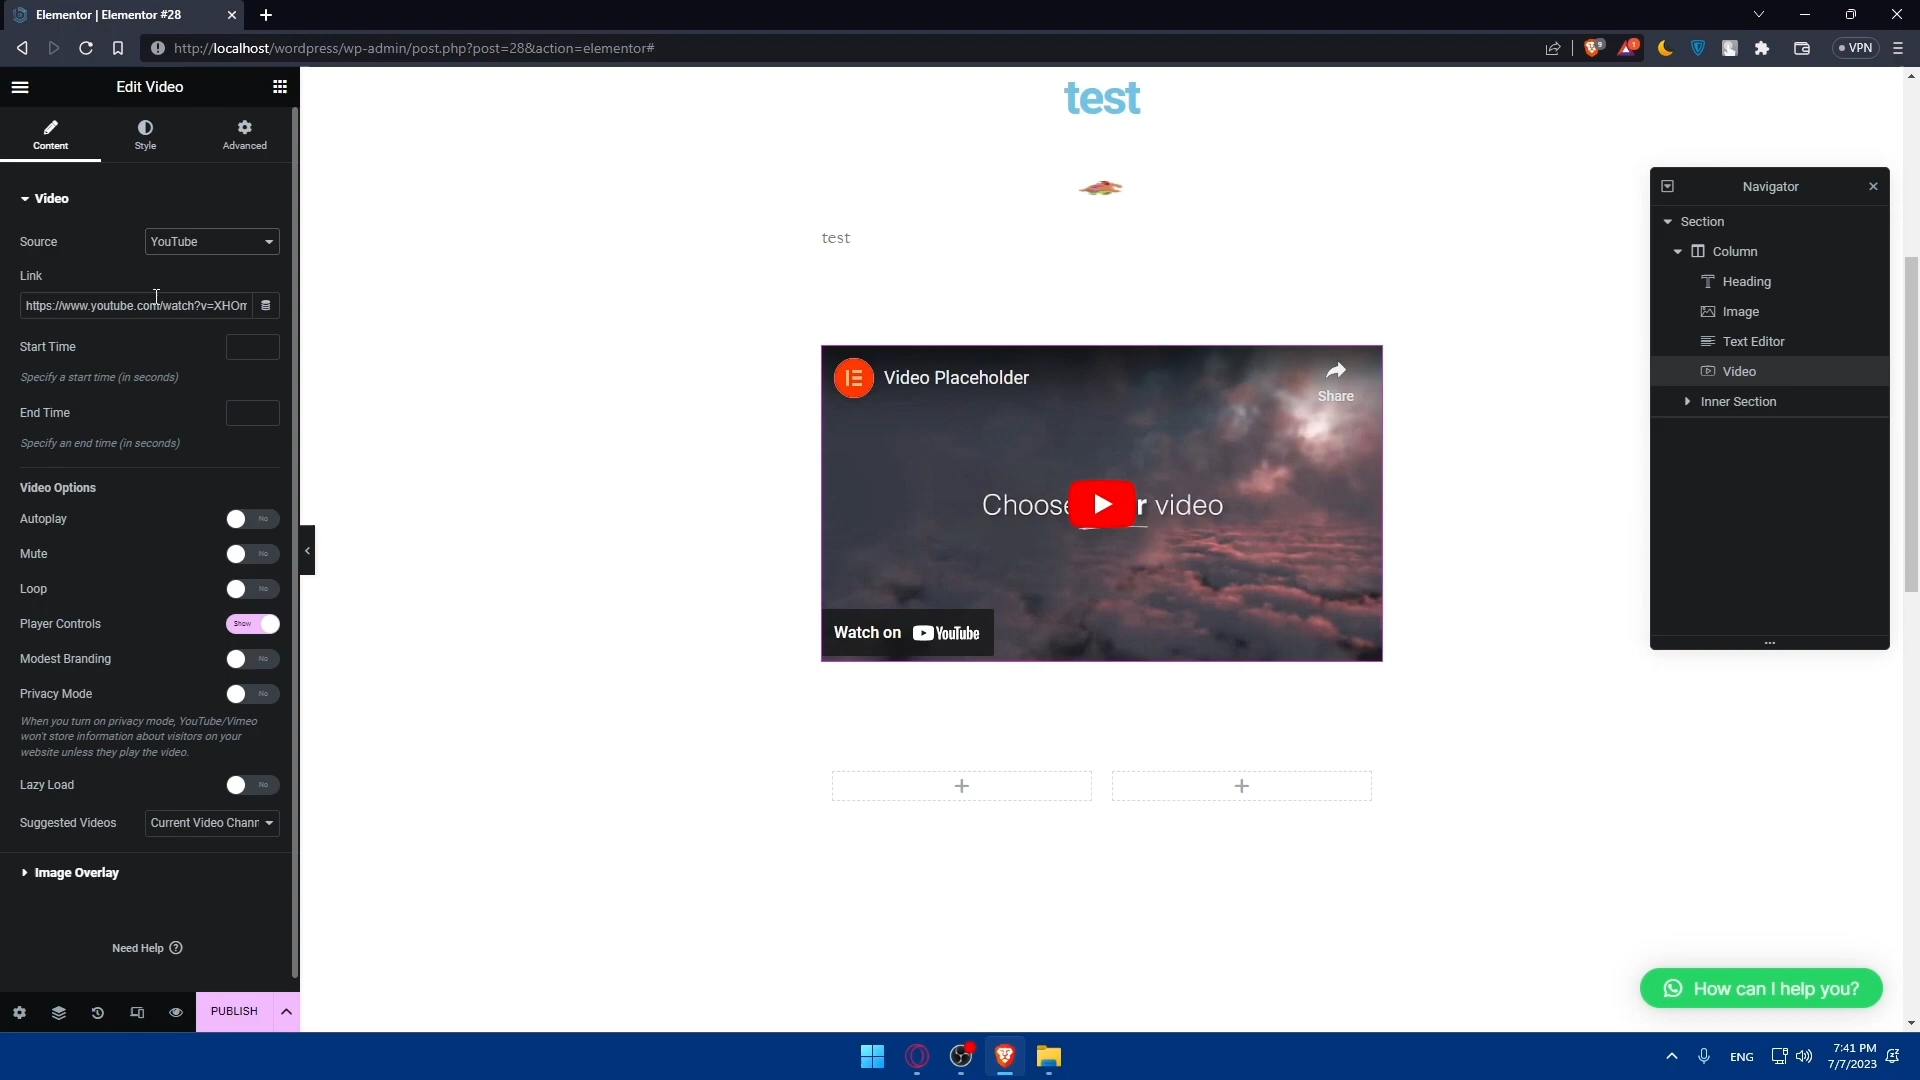 Elementor | Elementor #28
http://localhost/wordpress/wp-admin/post.php?post=28&action=elementor#
9
1
VPN
Edit Video
Content
Style
Advanced
Video
Source
YouTube
Link
https://www.youtube.com/watch?v=XHOm
Start Time
Specify a start time (in seconds)
End Time
Specify an end time (in seconds)
Video Options
Autoplay
No
Mute
No
Loop
No
Player Controls
Show
Modest Branding
No
Privacy Mode
No
When you turn on privacy mode, YouTube/Vimeo
won't store information about visitors on your
website unless they play the video.
Lazy Load
No
Suggested Videos
Current Video Chann
Image Overlay
Need Help
PUBLISH
test
test
Video Placeholder
Share
Choose r video
Watch on YouTube
Navigator
Section
Column
Heading
Image
Text Editor
Video
Inner Section
How can I help you?
ENG
7:41 PM
7/7/2023